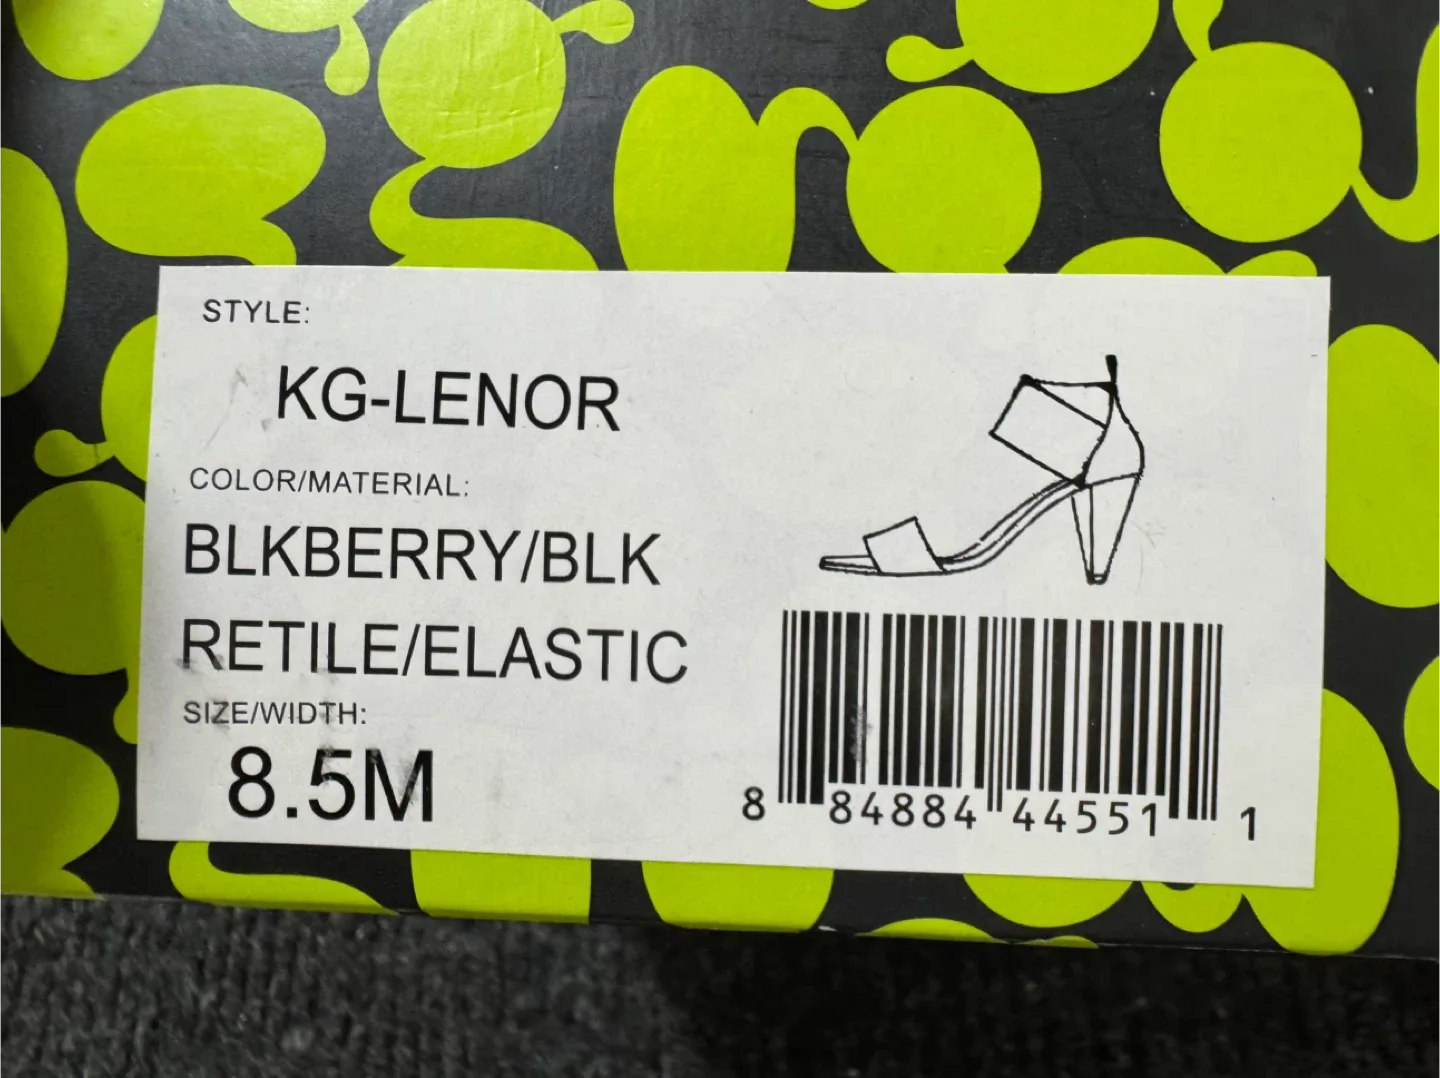 STYLE:
KG-LENOR
COLOR/MATERIAL:
BLKBERRY/BLK
RETILE/ELASTIC
SIZE/WIDTH:
8.5M
8 84884 44551 1